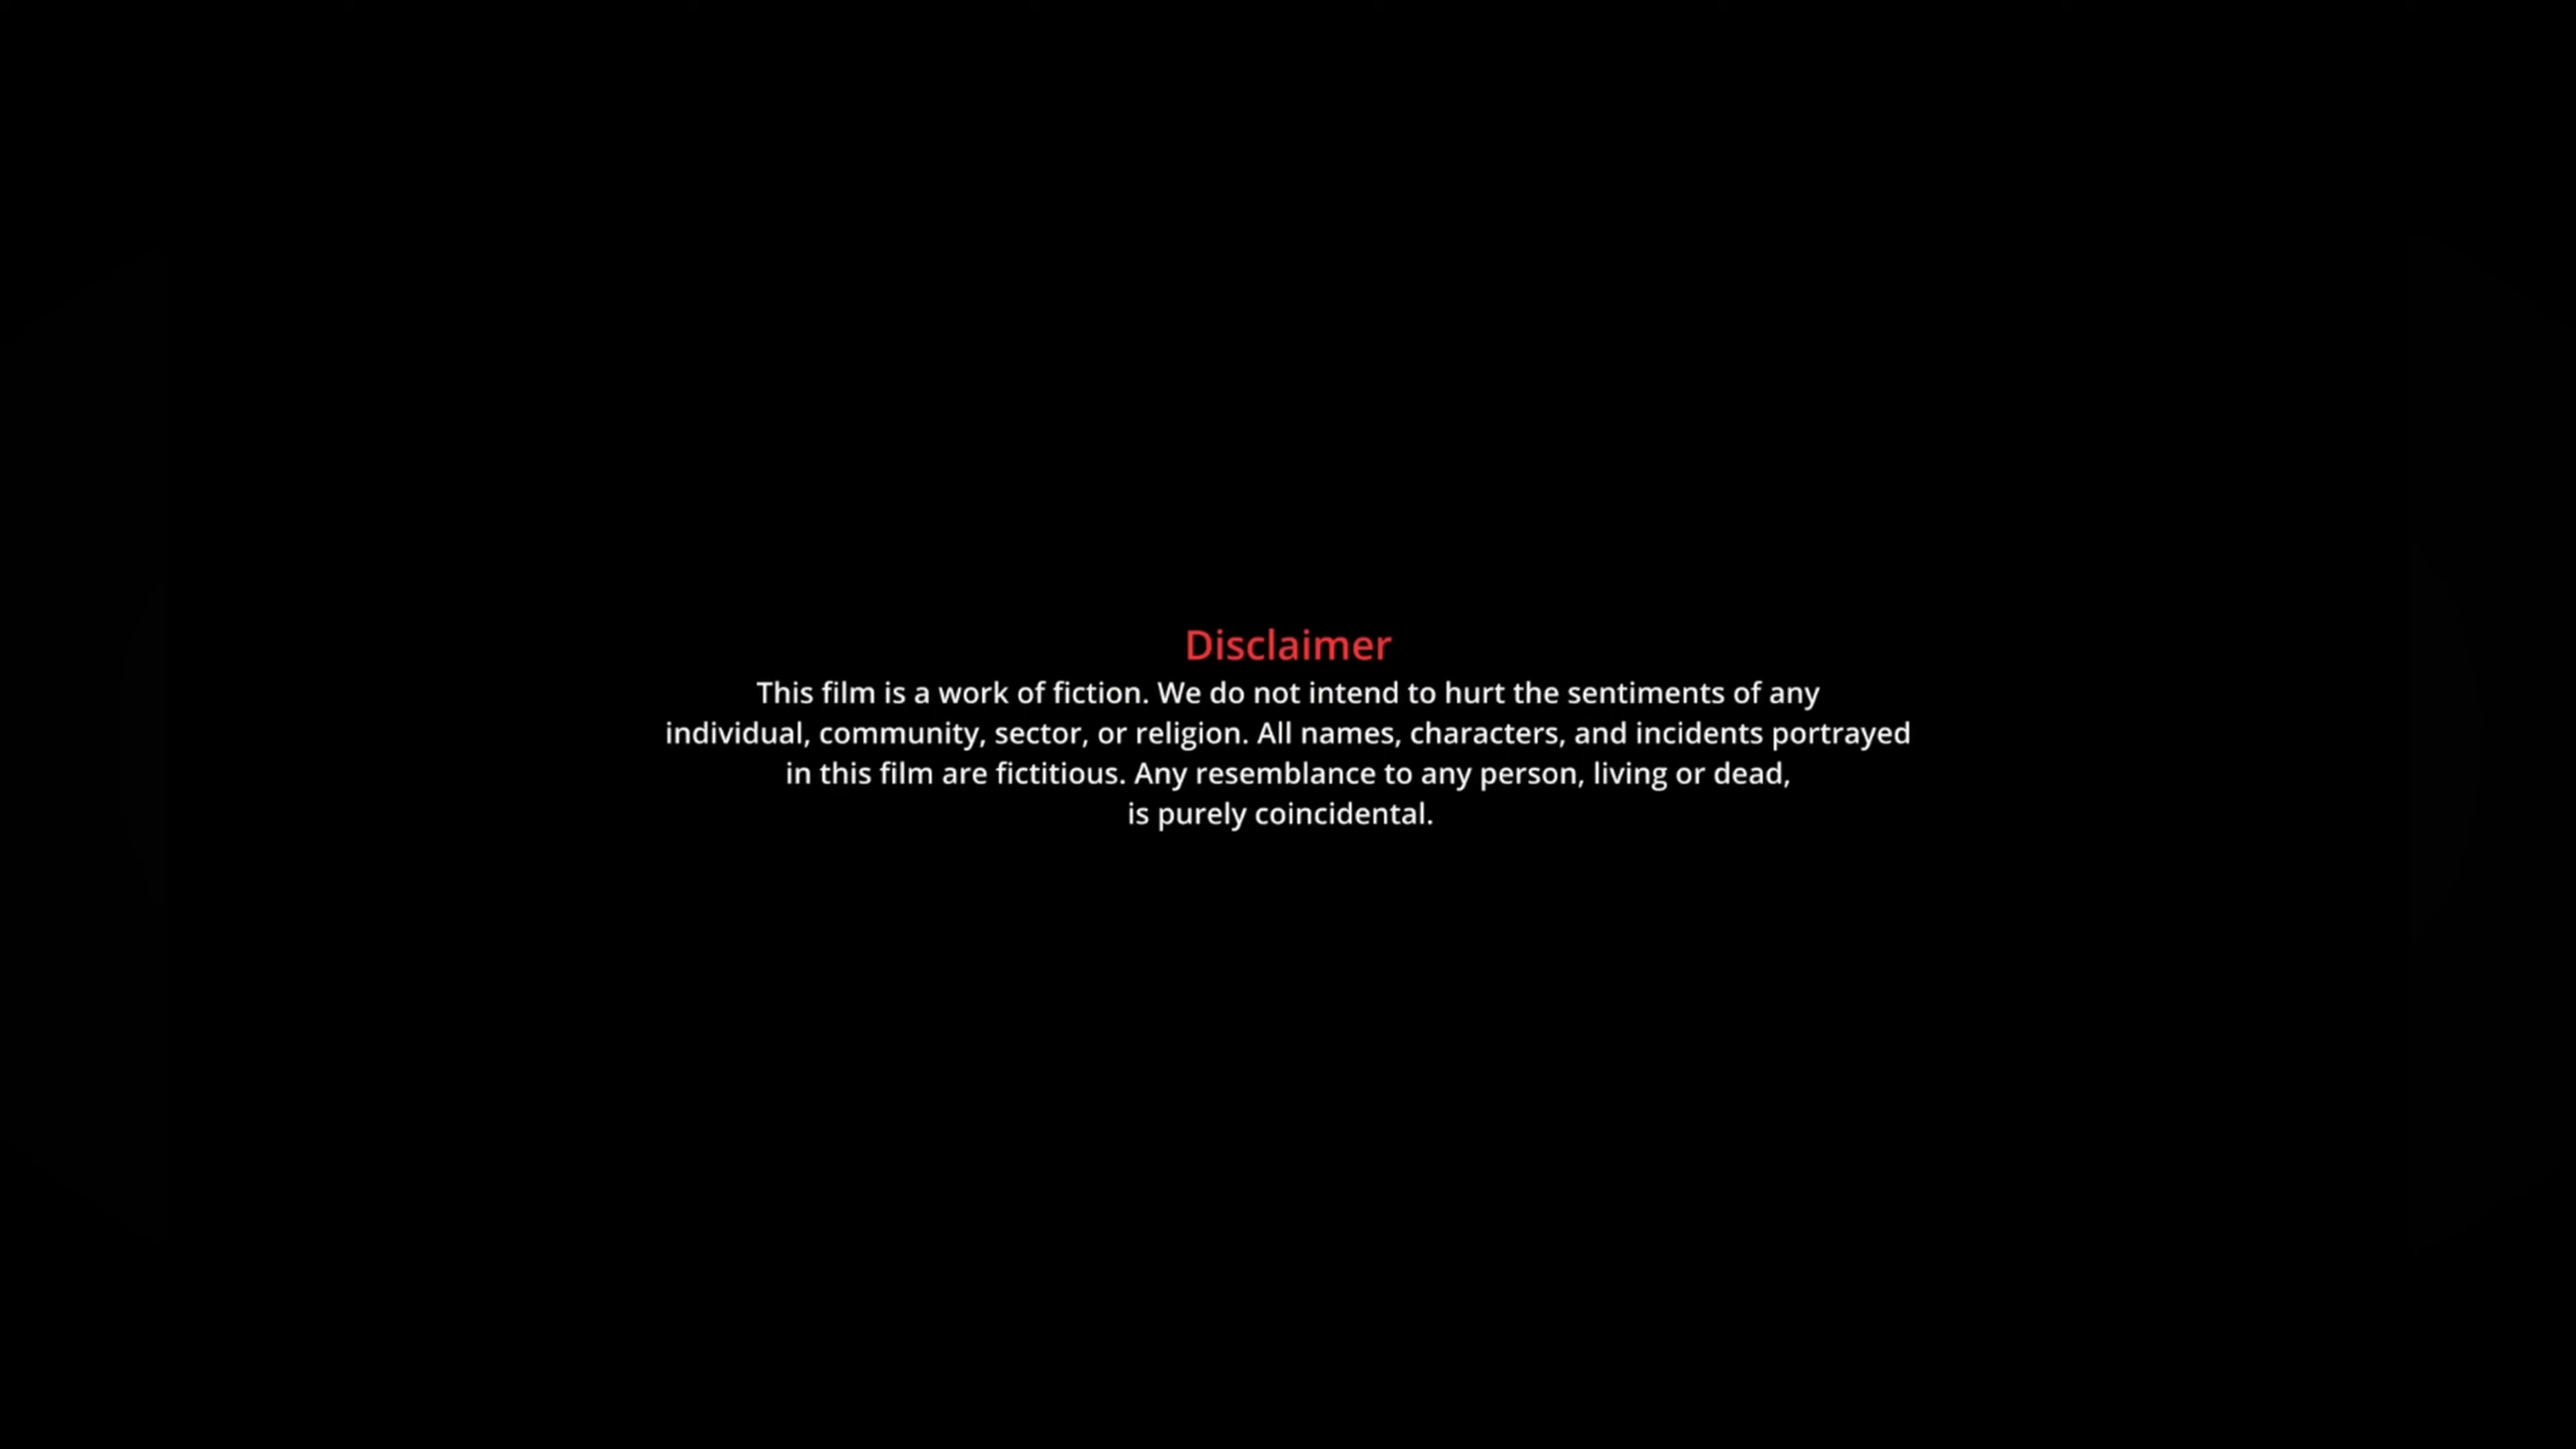 Disclaimer
This film is a work of fiction. We do not intend to hurt the sentiments of any
individual, community, sector, or religion. All names, characters, and incidents portrayed
in this film are fictitious. Any resemblance to any person, living or dead,
is purely coincidental.